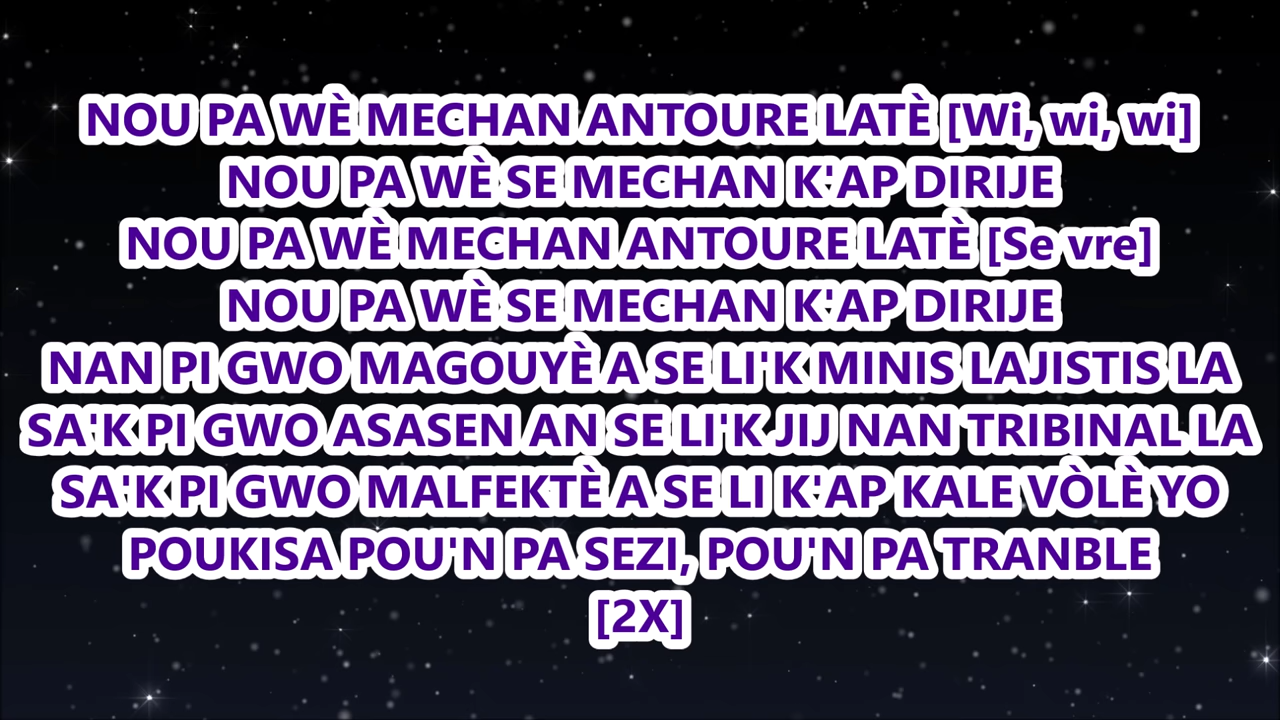 NOU PA WÈ MECHAN ANTOURE LATÈ [Wi, wi, wi]
NOU PA WÈ SE MECHAN K'AP DIRIJE
NOU PA WÈ MECHAN ANTOURE LATÈ [Se vre]
NOU PA WÈ SE MECHAN K'AP DIRIJE
NAN PI GWO MAGOUYÈ A SE LI'K MINIS LAJISTIS LA
SA'K PI GWO ASASEN AN SE LI'K JIJ NAN TRIBINAL LA
SA'K PI GWO MALFEKTÈ A SE LI K'AP KALE VÒLÈ YO
POUKISA POU'N PA SEZI, POU'N PA TRANBLE
[2X]